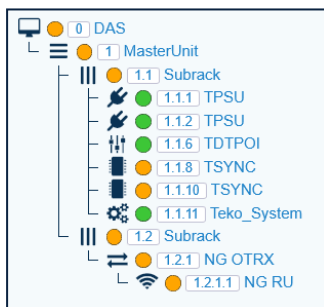 0 DAS
1 MasterUnit
1.1 Subrack
1.1.1 TPSU
1.1.2 TPSU
1.1.6 TDTPOI
1.1.8 TSYNC
1.1.10 TSYNC
1.1.11 Teko_System
1.2 Subrack
1.2.1 NG OTRX
1.2.1.1 NG RU